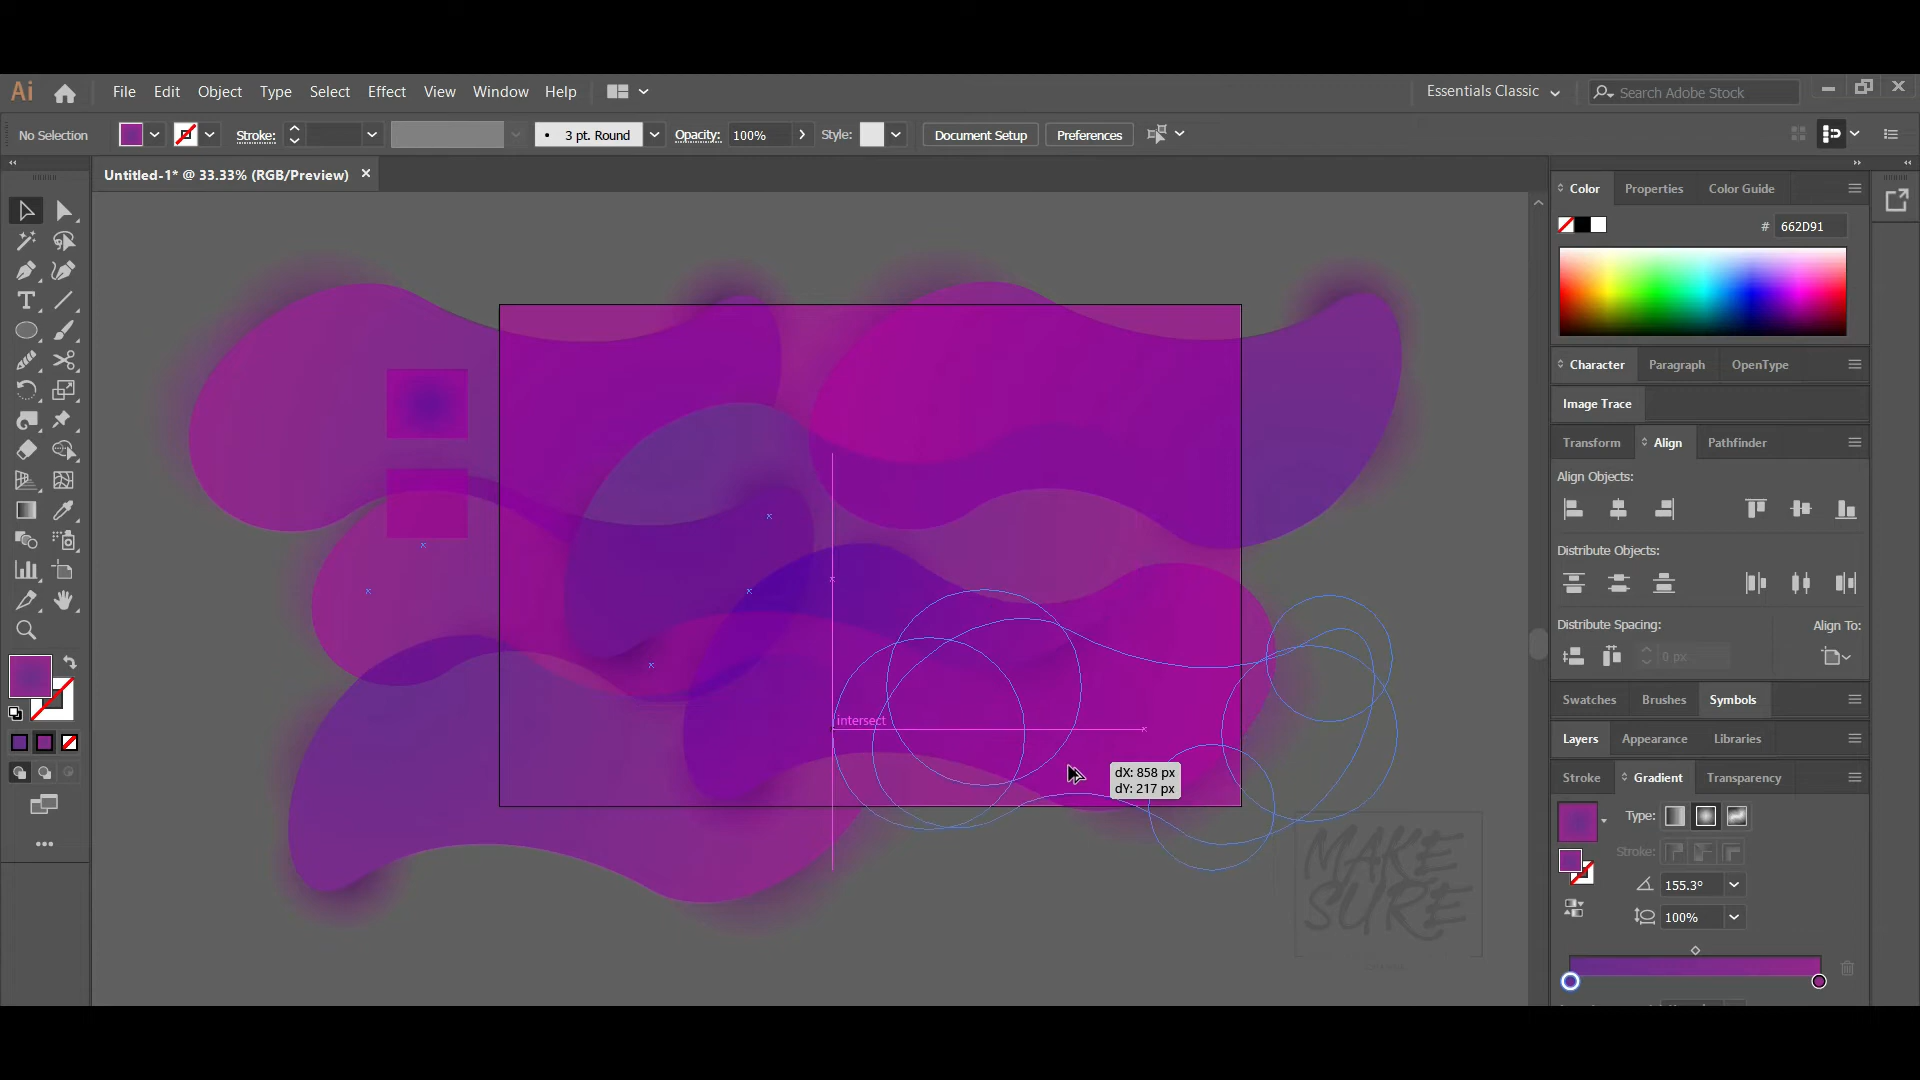 Ai File Edit Object Type Select Effect View Window Help Essentials Classic Search Adobe Stock
No Selection Stroke: 3 pt. Round Opacity: 100% Style: Document Setup Preferences
Untitled-1* @ 33.33% (RGB/Preview)
Color Properties Color Guide
# 662D91
Character Paragraph OpenType
Image Trace
Transform Align Pathfinder
Align Objects:
Distribute Objects:
Distribute Spacing: Align To:
0 px
Swatches Brushes Symbols
intersect
Layers Appearance Libraries
dX: 858 px
dY: 217 px
Stroke Gradient Transparency
Type:
Stroke:
155.3°
100%
MAKE
SURE